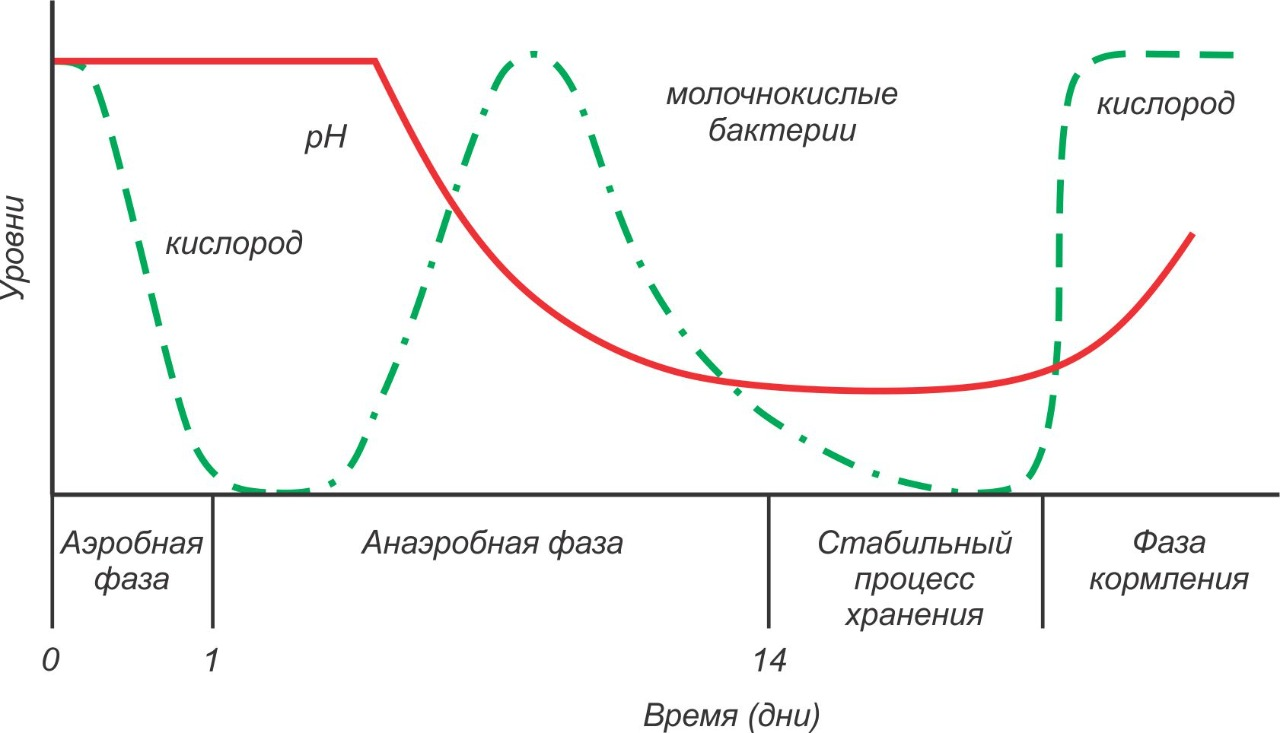 Уровни
pH
кислород
молочнокислые
бактерии
кислород
Аэробная
фаза
Анаэробная фаза
Стабильный
процесс
хранения
Фаза
кормления
0
1
14
Время (дни)